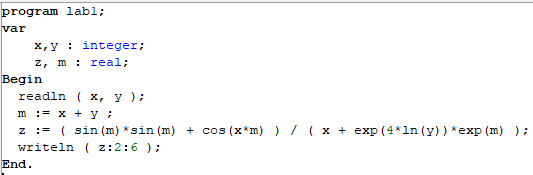 program lab1;
var
x,y : integer;
z, m : real;
Begin
readln ( x, y );
m := x + y ;
z := ( sin(m)*sin(m) + cos(x*m) ) / ( x + exp(4*ln(y))*exp(m) );
writeln ( z:2:6 );
End.